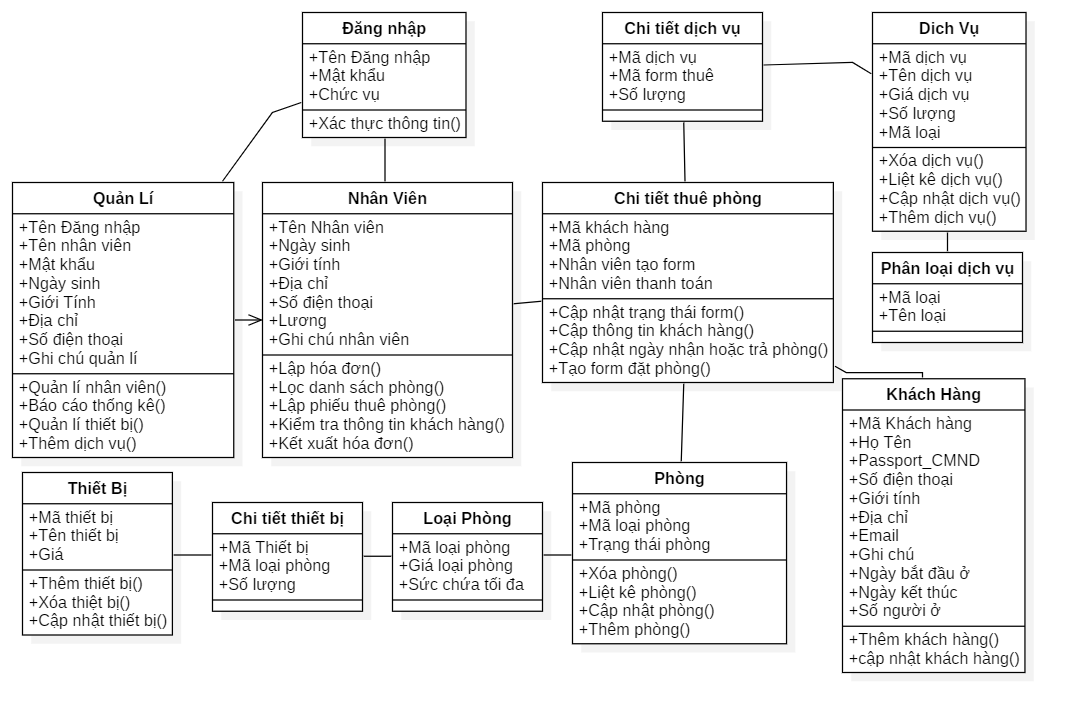 Đăng nhập
+Tên Đăng nhập
+Mật khẩu
+Chức vụ
+Xác thực thông tin()
Chi tiết dịch vụ
+Mã dịch vụ
+Mã form thuê
+Số lượng
Dich Vụ
+Mã dịch vụ
+Tên dịch vụ
+Giá dịch vụ
+Số lượng
+Mã loại
+Xóa dịch vụ()
+Liệt kê dịch vụ()
+Cập nhật dịch vụ()
+Thêm dịch vụ()
Quản Lí
+Tên Đăng nhập
+Tên nhân viên
+Mật khẩu
+Ngày sinh
+Giới Tính
+Địa chỉ
+Số điện thoại
+Ghi chú quản lí
+Quản lí nhân viên()
+Báo cáo thống kê()
+Quản lí thiết bị()
+Thêm dịch vụ()
Nhân Viên
+Tên Nhân viên
+Ngày sinh
+Giới tính
+Địa chỉ
+Số điện thoại
+Lương
+Ghi chú nhân viên
+Lập hóa đơn()
+Lọc danh sách phòng()
+Lập phiếu thuê phòng()
+Kiểm tra thông tin khách hàng()
+Kết xuất hóa đơn()
Chi tiết thuê phòng
+Mã khách hàng
+Mã phòng
+Nhân viên tạo form
+Nhân viên thanh toán
+Cập nhật trạng thái form()
+Cập thông tin khách hàng()
+Cập nhật ngày nhận hoặc trả phòng()
+Tạo form đặt phòng()
Phân loại dịch vụ
+Mã loại
+Tên loại
Khách Hàng
+Mã Khách hàng
+Họ Tên
+Passport_CMND
+Số điện thoại
+Giới tính
+Địa chỉ
+Email
+Ghi chú
+Ngày bắt đầu ở
+Ngày kết thúc
+Số người ở
+Thêm khách hàng()
+cập nhật khách hàng()
Thiết Bị
+Mã thiết bị
+Tên thiết bị
+Giá
+Thêm thiết bị()
+Xóa thiệt bị()
+Cập nhật thiết bị()
Chi tiết thiết bị
+Mã Thiết bị
+Mã loại phòng
+Số lượng
Loại Phòng
+Mã loại phòng
+Giá loại phòng
+Sức chứa tối đa
Phòng
+Mã phòng
+Mã loại phòng
+Trạng thái phòng
+Xóa phòng()
+Liệt kê phòng()
+Cập nhật phòng()
+Thêm phòng()